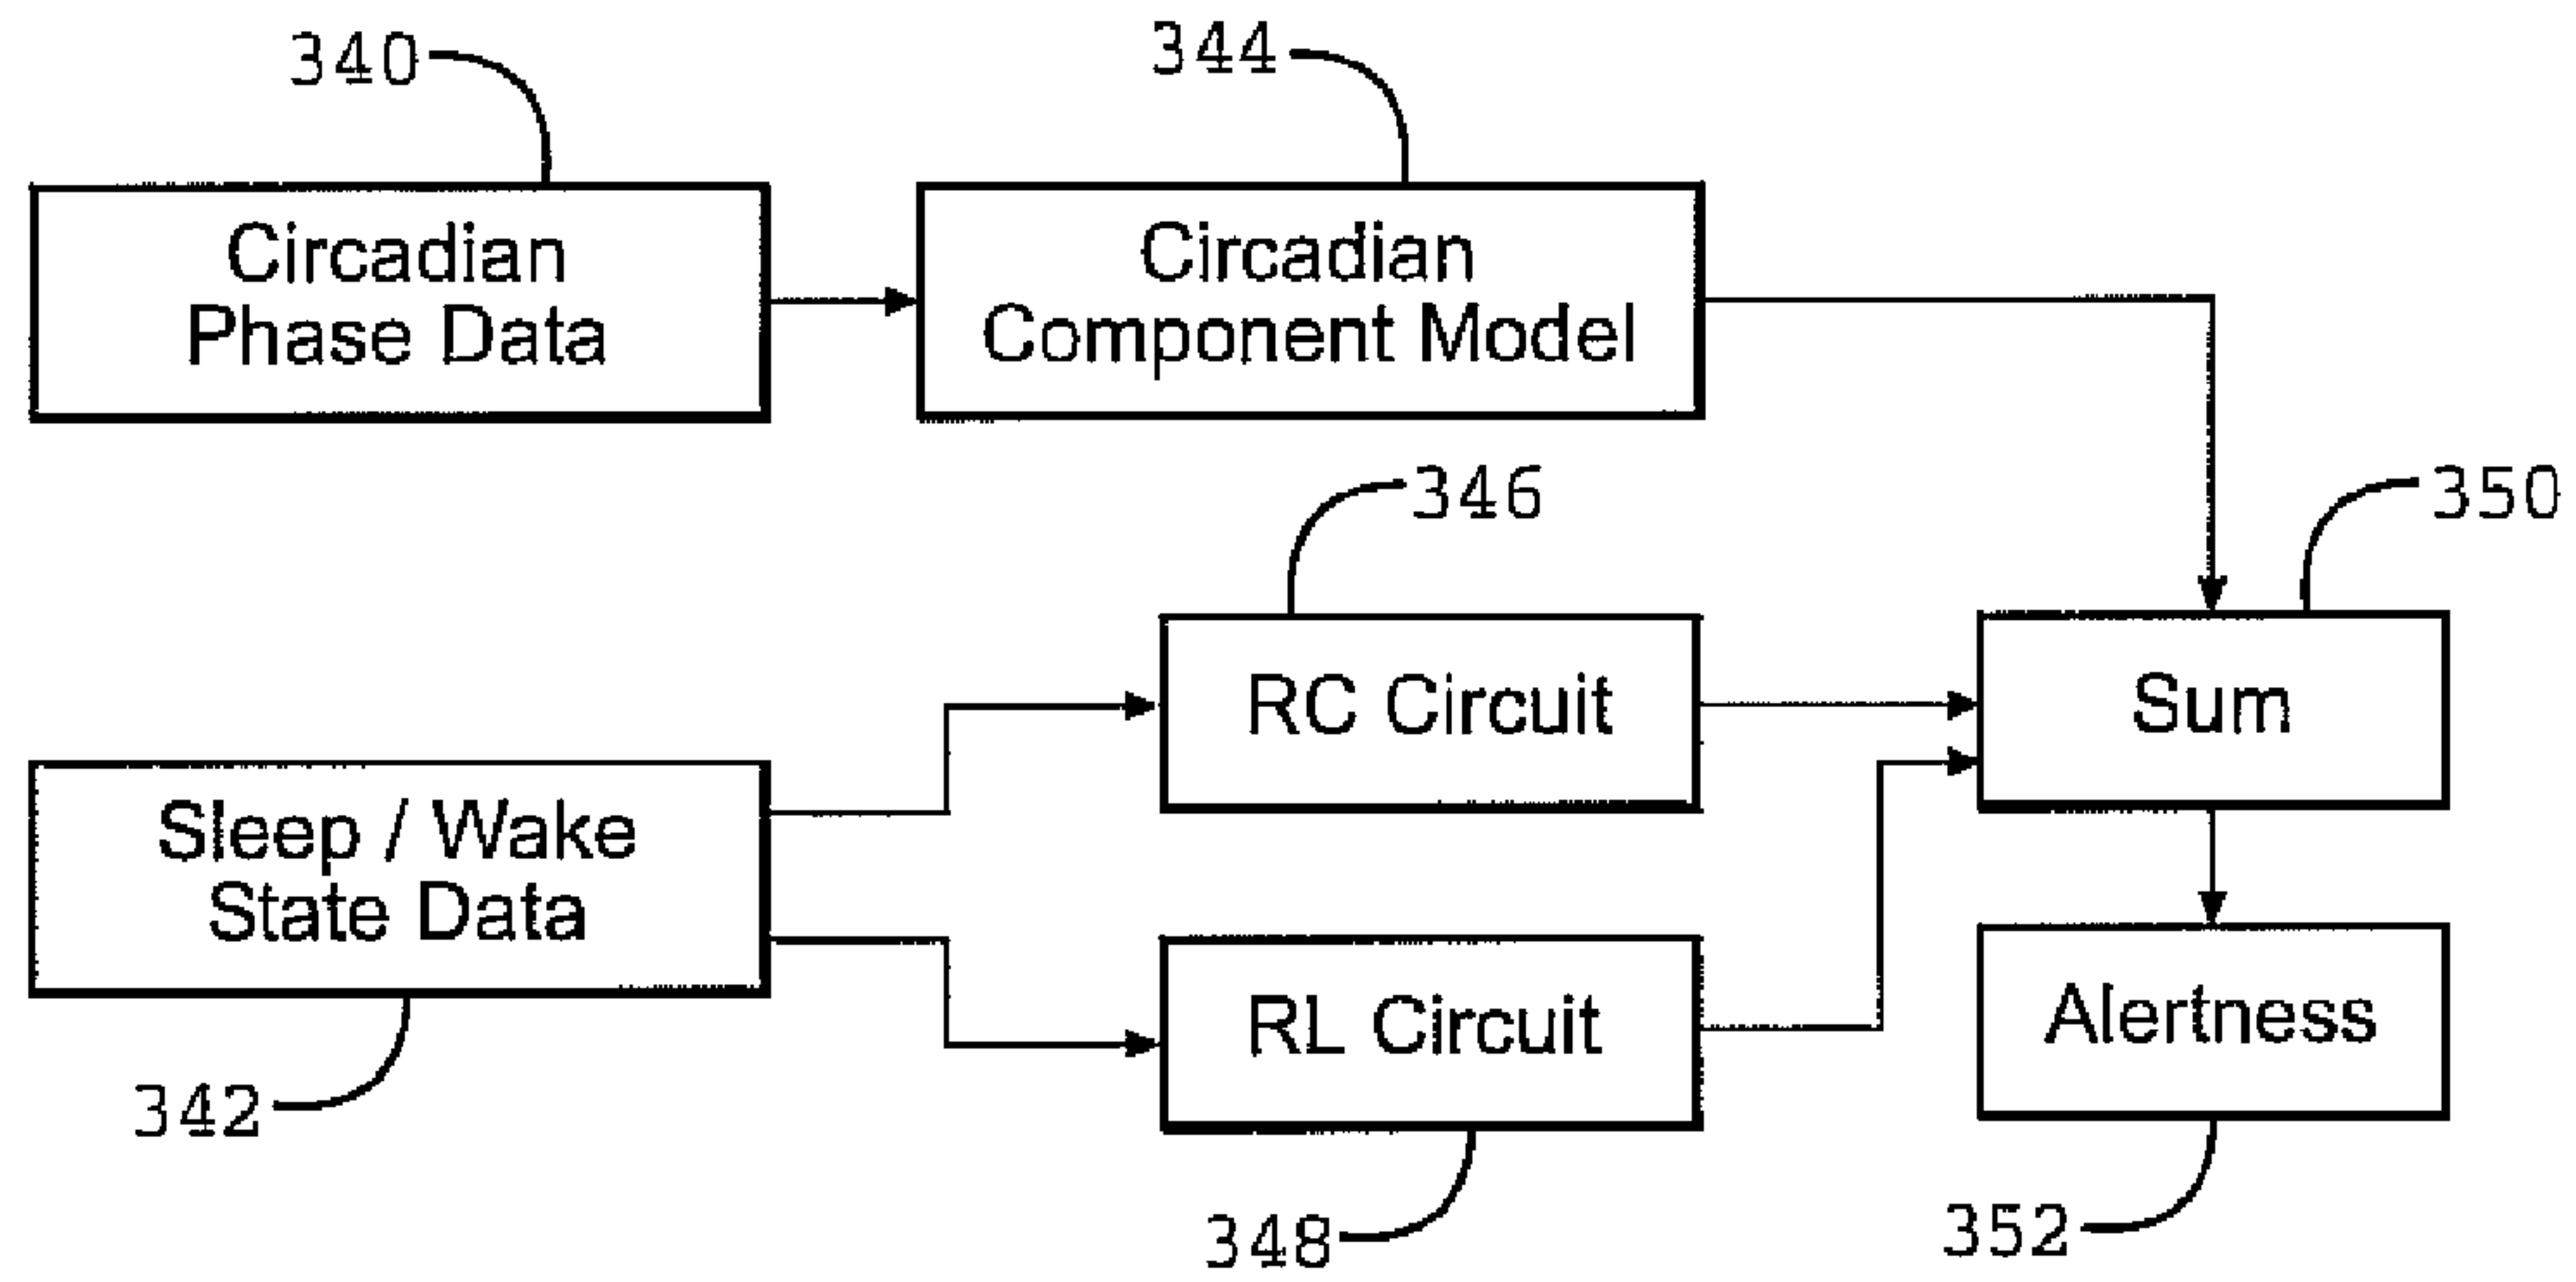 340
344
Circadian
Phase Data
Circadian
Component Model
346
350
RC Circuit
Sum
Sleep / Wake
State Data
RL Circuit
Alertness
342
348
352